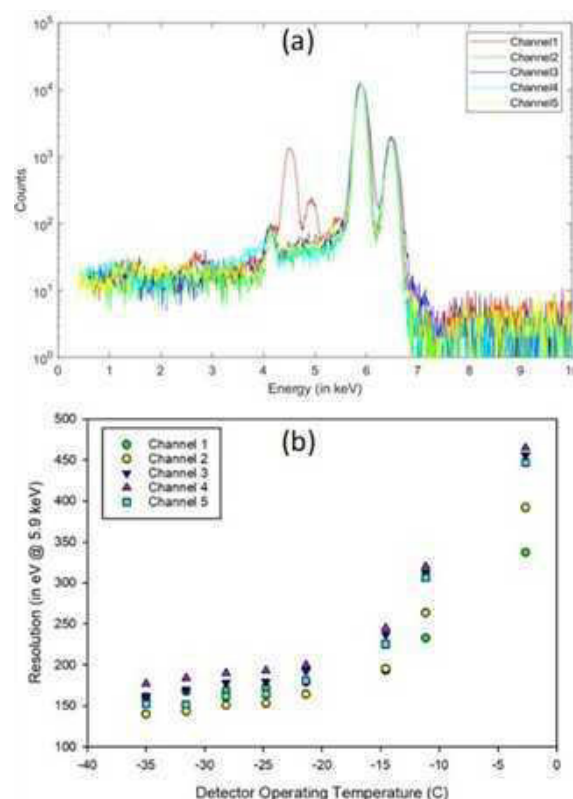 (a)
Channel1
Channel2
Channel3
Channel4
Channel5
10^5
10^4
10^3
10^2
10^1
10^0
Counts
0 1 2 3 4 5 6 7 8 9 10
Energy (in keV)
(b)
Channel 1
Channel 2
Channel 3
Channel 4
Channel 5
500
450
400
350
300
250
200
150
100
Resolution (in eV @ 5.9 keV)
-40 -35 -30 -25 -20 -15 -10 -5 0
Detector Operating Temperature (C)